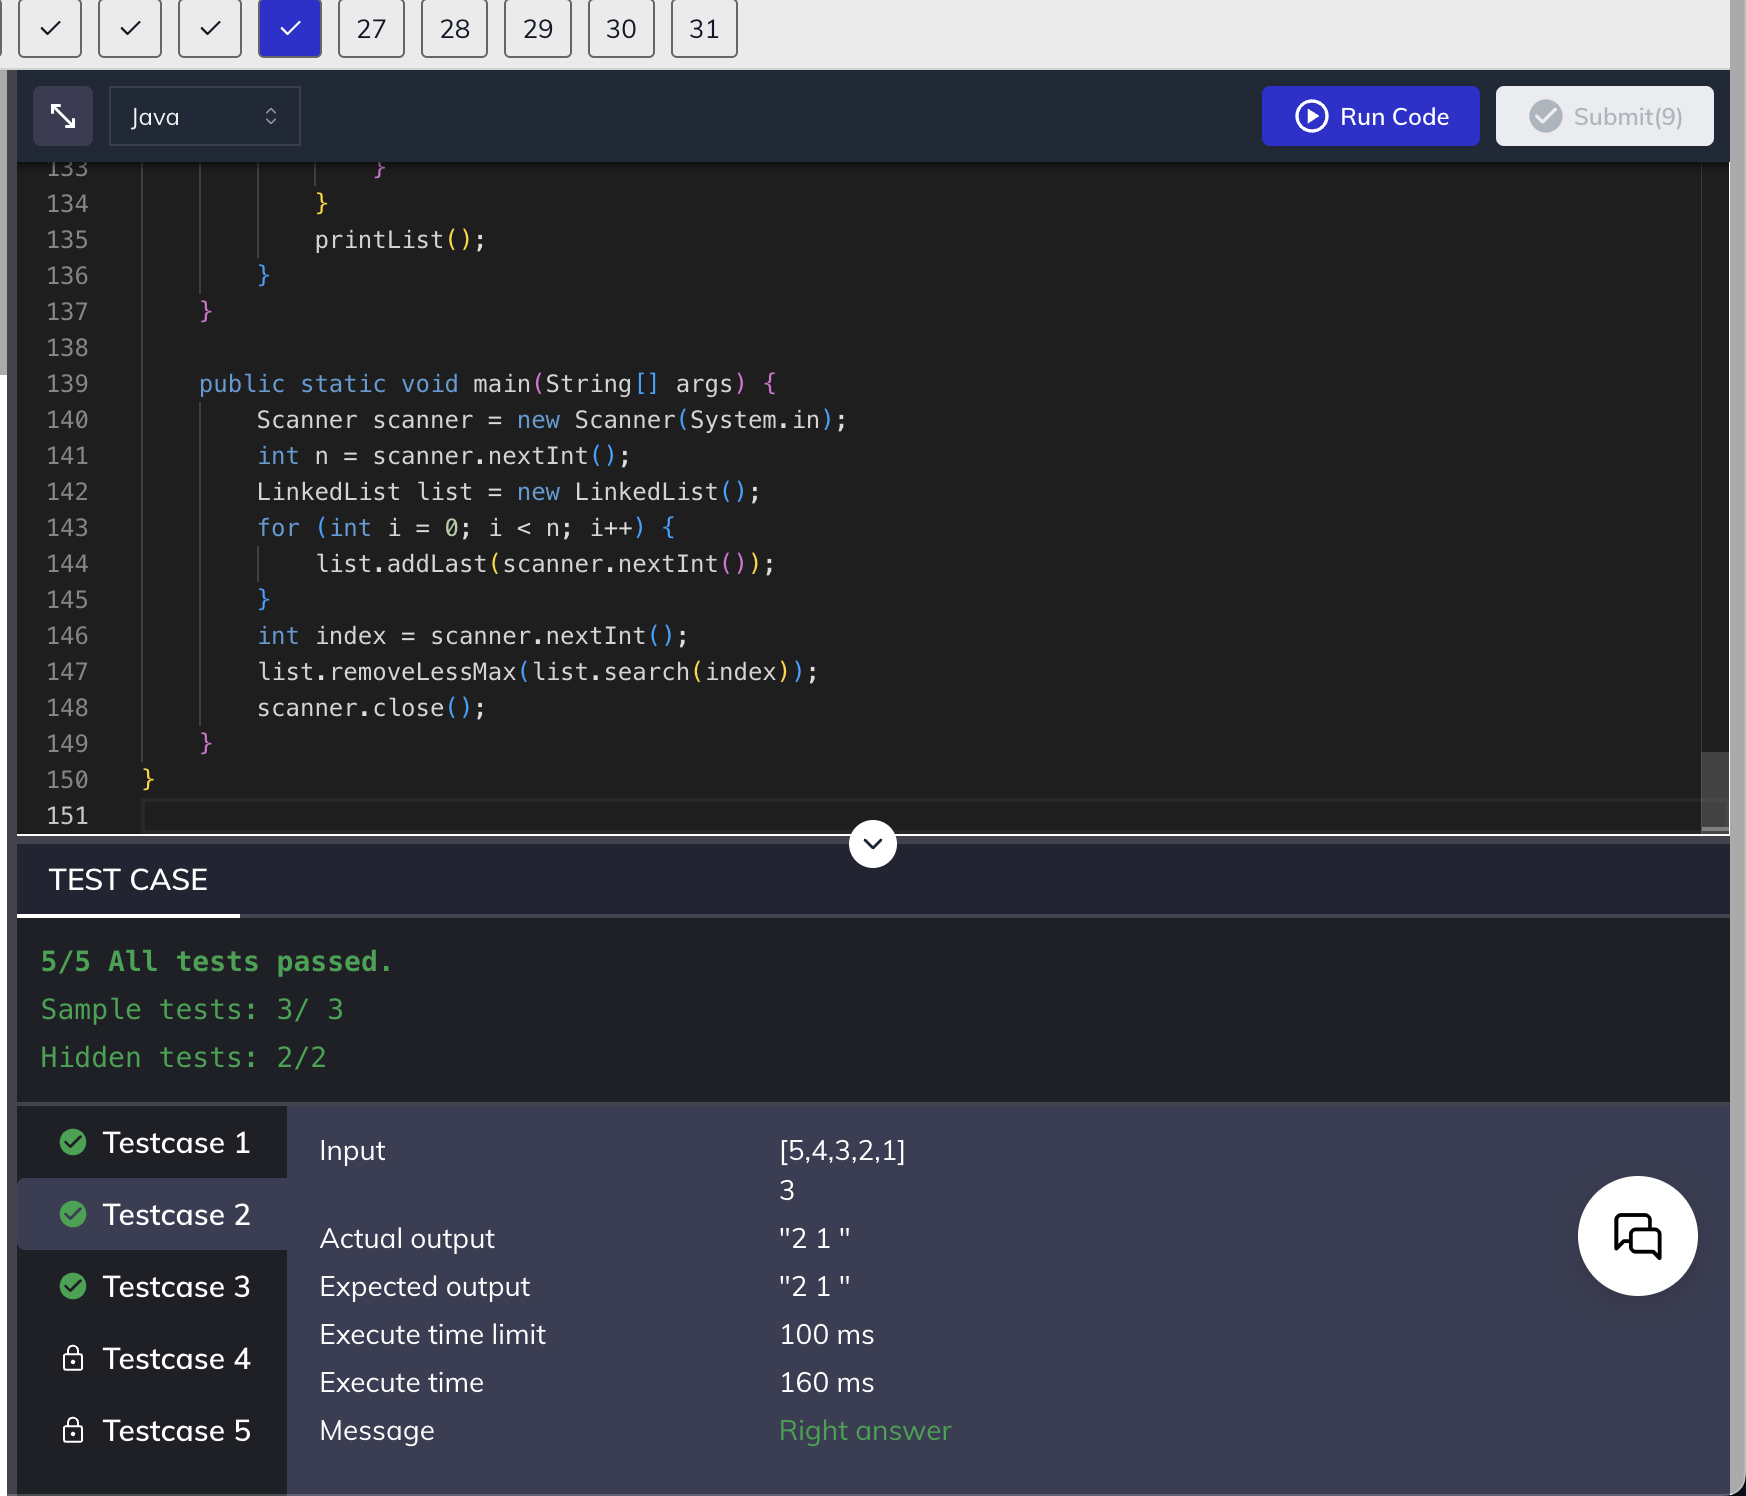 27 28 29 30 31
Java
Run Code
Submit(9)
133 }
134 }
135 printList();
136 }
137 }
138
139 public static void main(String[] args) {
140 Scanner scanner = new Scanner(System.in);
141 int n = scanner.nextInt();
142 LinkedList list = new LinkedList();
143 for (int i = 0; i < n; i++) {
144 list.addLast(scanner.nextInt());
145 }
146 int index = scanner.nextInt();
147 list.removeLessMax(list.search(index));
148 scanner.close();
149 }
150 }
151
TEST CASE
5/5 All tests passed.
Sample tests: 3/ 3
Hidden tests: 2/2
Testcase 1
Testcase 2
Testcase 3
Testcase 4
Testcase 5
Input [5,4,3,2,1]
3
Actual output "2 1 "
Expected output "2 1 "
Execute time limit 100 ms
Execute time 160 ms
Message Right answer